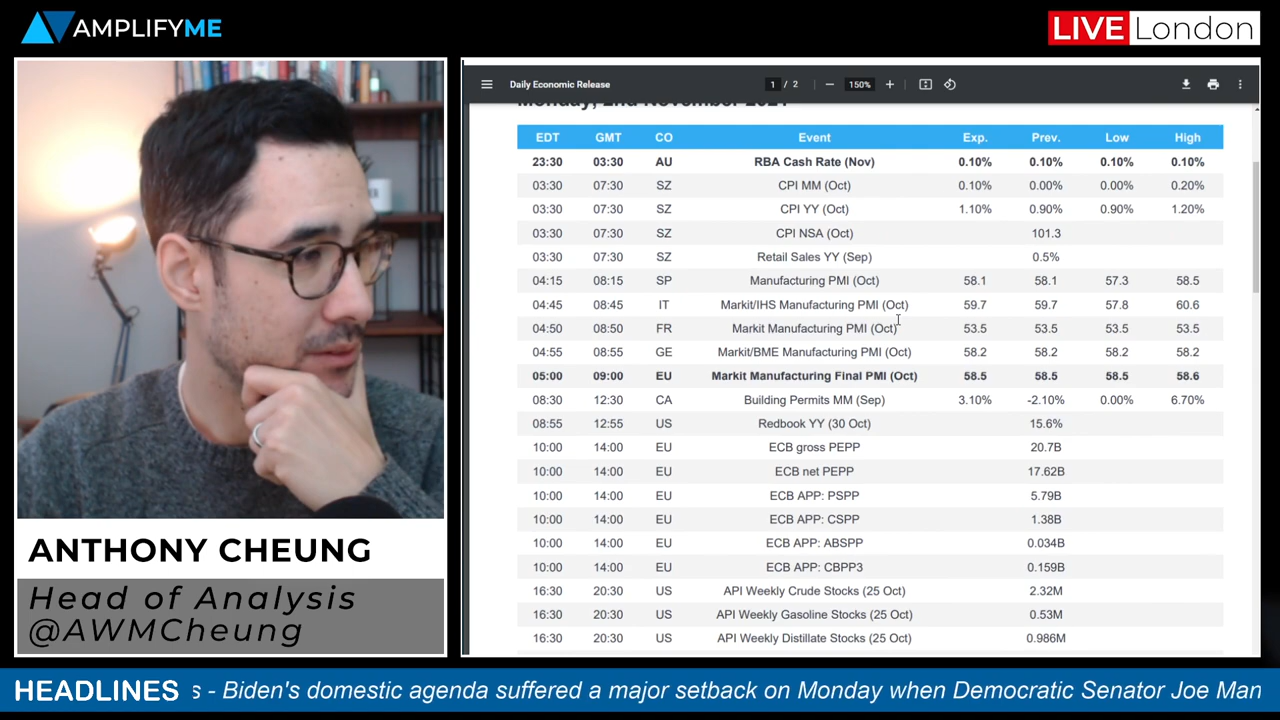 AMPLIFYME
LIVE London
Daily Economic Release
1 / 2
150%
Monday, 2nd November 2021
EDT GMT CO Event Exp. Prev. Low High
23:30 03:30 AU RBA Cash Rate (Nov) 0.10% 0.10% 0.10% 0.10%
03:30 07:30 SZ CPI MM (Oct) 0.10% 0.00% 0.00% 0.20%
03:30 07:30 SZ CPI YY (Oct) 1.10% 0.90% 0.90% 1.20%
03:30 07:30 SZ CPI NSA (Oct) 101.3
03:30 07:30 SZ Retail Sales YY (Sep) 0.5%
04:15 08:15 SP Manufacturing PMI (Oct) 58.1 58.1 57.3 58.5
04:45 08:45 IT Markit/IHS Manufacturing PMI (Oct) 59.7 59.7 57.8 60.6
04:50 08:50 FR Markit Manufacturing PMI (Oct) 53.5 53.5 53.5 53.5
04:55 08:55 GE Markit/BME Manufacturing PMI (Oct) 58.2 58.2 58.2 58.2
05:00 09:00 EU Markit Manufacturing Final PMI (Oct) 58.5 58.5 58.5 58.6
08:30 12:30 CA Building Permits MM (Sep) 3.10% -2.10% 0.00% 6.70%
08:55 12:55 US Redbook YY (30 Oct) 15.6%
10:00 14:00 EU ECB gross PEPP 20.7B
10:00 14:00 EU ECB net PEPP 17.62B
10:00 14:00 EU ECB APP: PSPP 5.79B
10:00 14:00 EU ECB APP: CSPP 1.38B
10:00 14:00 EU ECB APP: ABSPP 0.034B
10:00 14:00 EU ECB APP: CBPP3 0.159B
16:30 20:30 US API Weekly Crude Stocks (25 Oct) 2.32M
16:30 20:30 US API Weekly Gasoline Stocks (25 Oct) 0.53M
16:30 20:30 US API Weekly Distillate Stocks (25 Oct) 0.986M
ANTHONY CHEUNG
Head of Analysis
@AWMCheung
HEADLINES s - Biden's domestic agenda suffered a major setback on Monday when Democratic Senator Joe Man